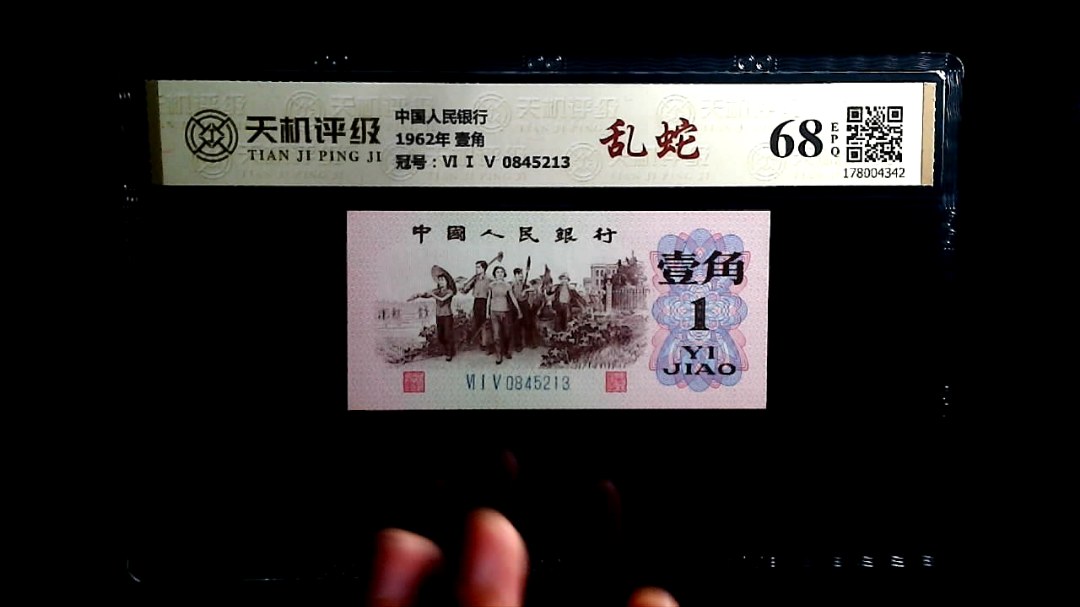 天机评级
TIAN JI PING JI
中国人民银行
1962年 壹角
冠号：VI I V 0845213
乱蛇
68
EPQ
178004342
中國人民銀行
壹角
1
YI
JIAO
VI I V 0845213